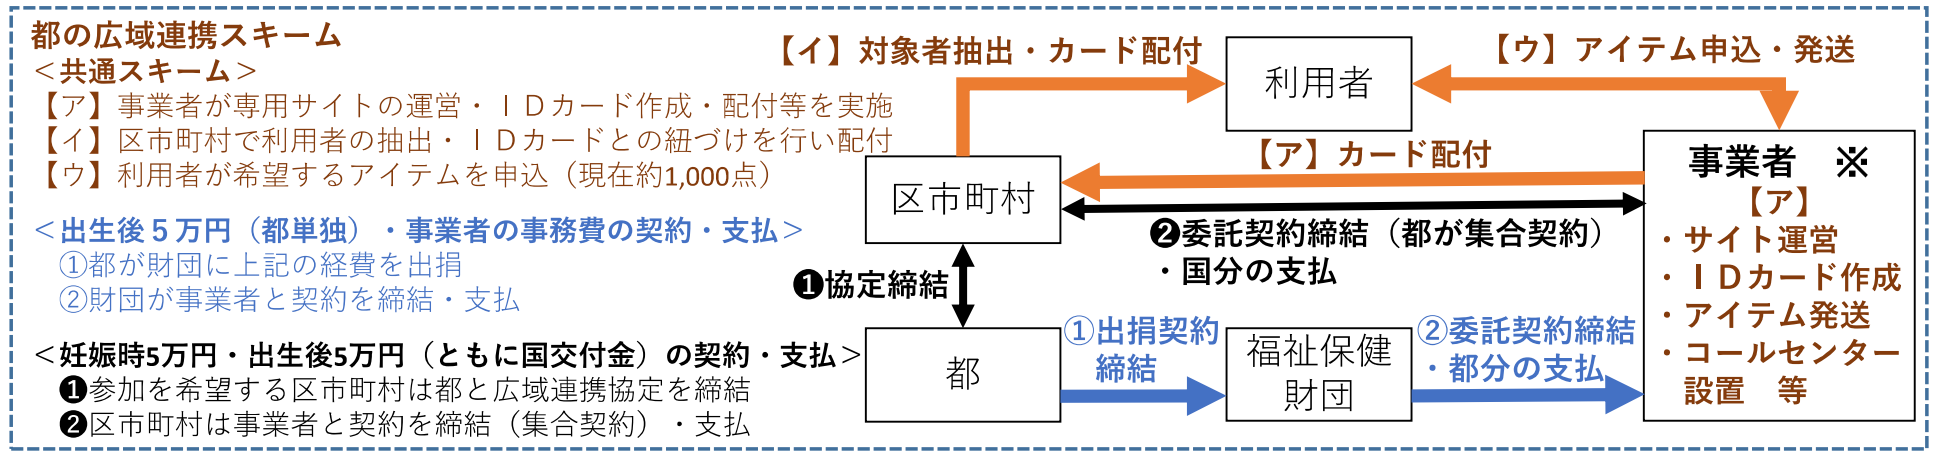 都の広域連携スキーム
＜共通スキーム＞
【ア】事業者が専用サイトの運営・ＩＤカード作成・配付等を実施
【イ】区市町村で利用者の抽出・ＩＤカードとの紐づけを行い配付
【ウ】利用者が希望するアイテムを申込（現在約1,000点）
＜出生後５万円（都単独）・事業者の事務費の契約・支払＞
①都が財団に上記の経費を出捐
②財団が事業者と契約を締結・支払
＜妊娠時5万円・出生後5万円（ともに国交付金）の契約・支払＞
❶参加を希望する区市町村は都と広域連携協定を締結
❷区市町村は事業者と契約を締結（集合契約）・支払
【イ】対象者抽出・カード配付
利用者
【ウ】アイテム申込・発送
区市町村
【ア】カード配付
❷委託契約締結（都が集合契約）
・国分の支払
❶協定締結
都
①出捐契約
締結
福祉保健
財団
②委託契約締結
・都分の支払
事業者　※
【ア】
・サイト運営
・ＩＤカード作成
・アイテム発送
・コールセンター
設置　等